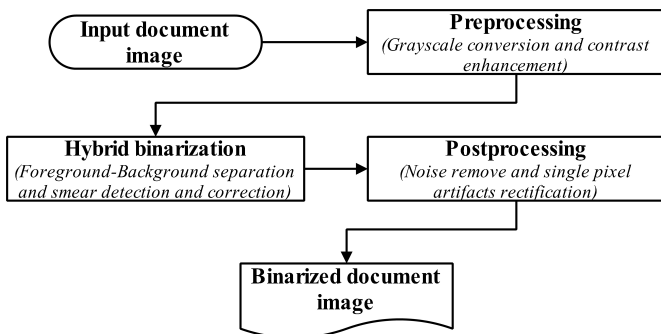 Input document
image
Preprocessing
(Grayscale conversion and contrast
enhancement)
Hybrid binarization
(Foreground-Background separation
and smear detection and correction)
Postprocessing
(Noise remove and single pixel
artifacts rectification)
Binarized document
image